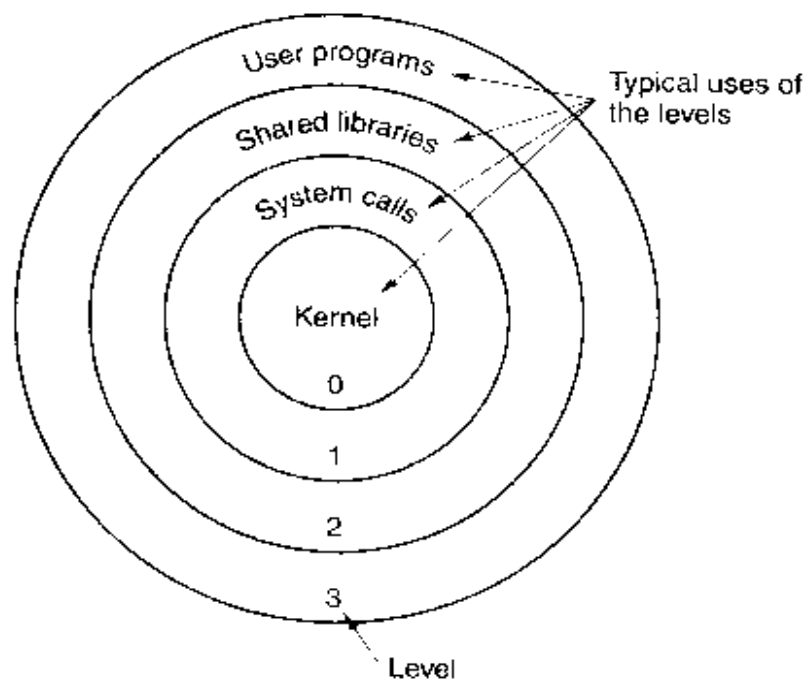 User programs
Shared libraries
System calls
Kernel
0
1
2
3
Typical uses of
the levels
Level